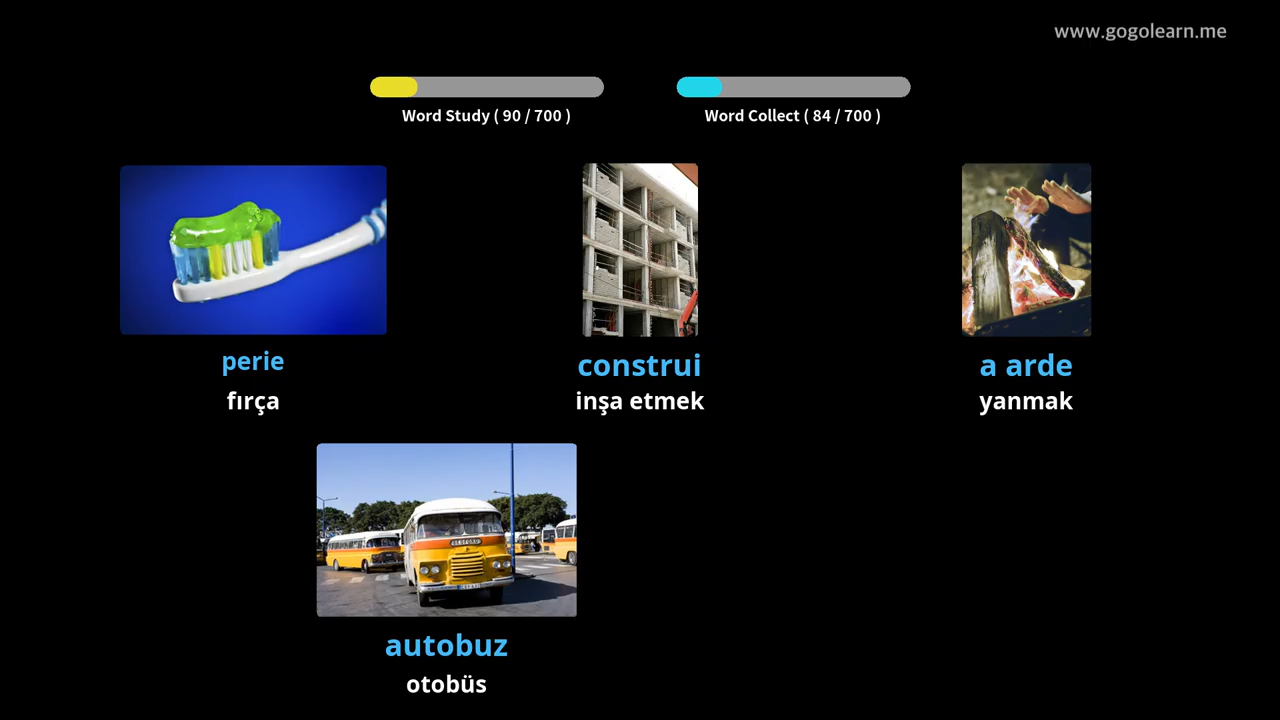 www.gogolearn.me
Word Study ( 90 / 700 )
Word Collect ( 84 / 700 )
perie
fırça
construi
inşa etmek
a arde
yanmak
autobuz
otobüs